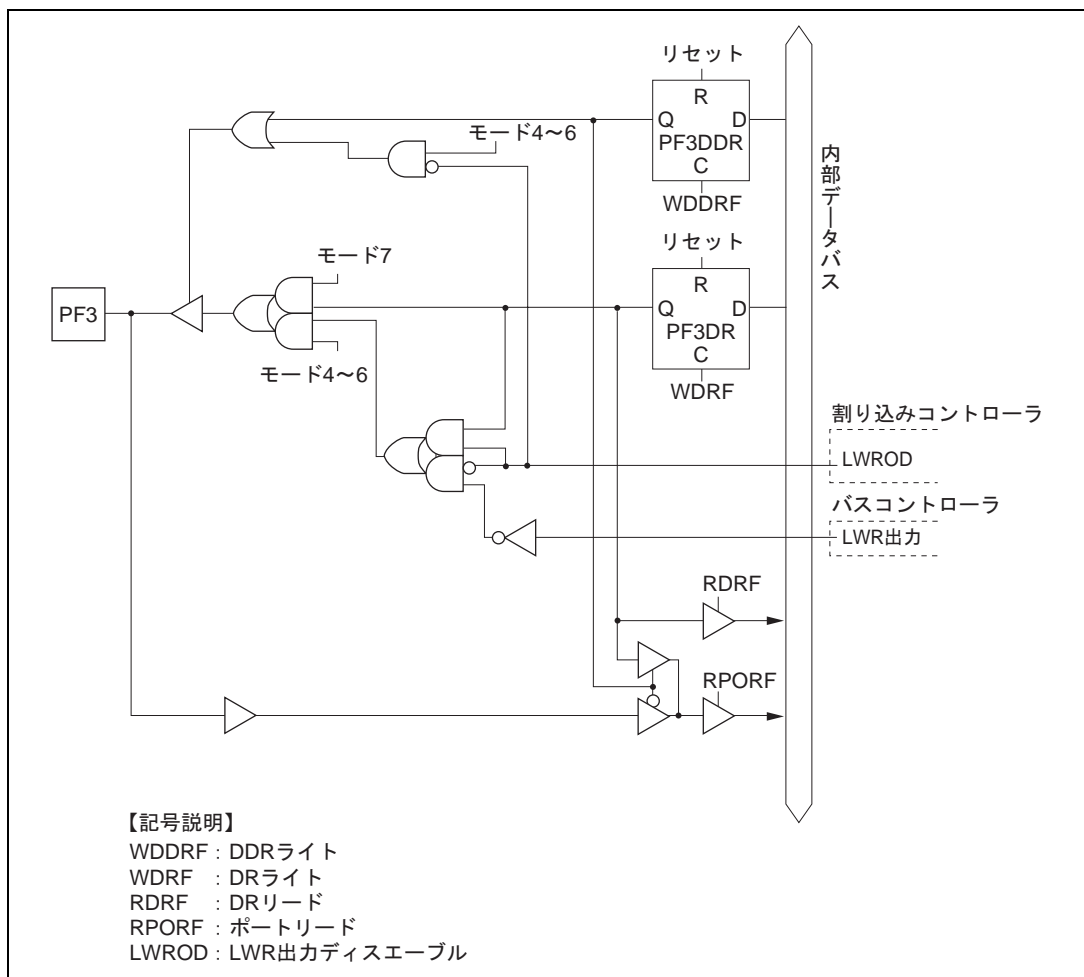 リセット
R
Q D
PF3DDR
C
WDDRF
モード4～6
内部データバス
リセット
R
Q D
PF3DR
C
WDRF
モード7
PF3
モード4～6
割り込みコントローラ
LWROD
バスコントローラ
LWR出力
RDRF
RPORF
【記号説明】
WDDRF : DDRライト
WDRF : DRライト
RDRF : DRリード
RPORF : ポートリード
LWROD : LWR出力ディスエーブル